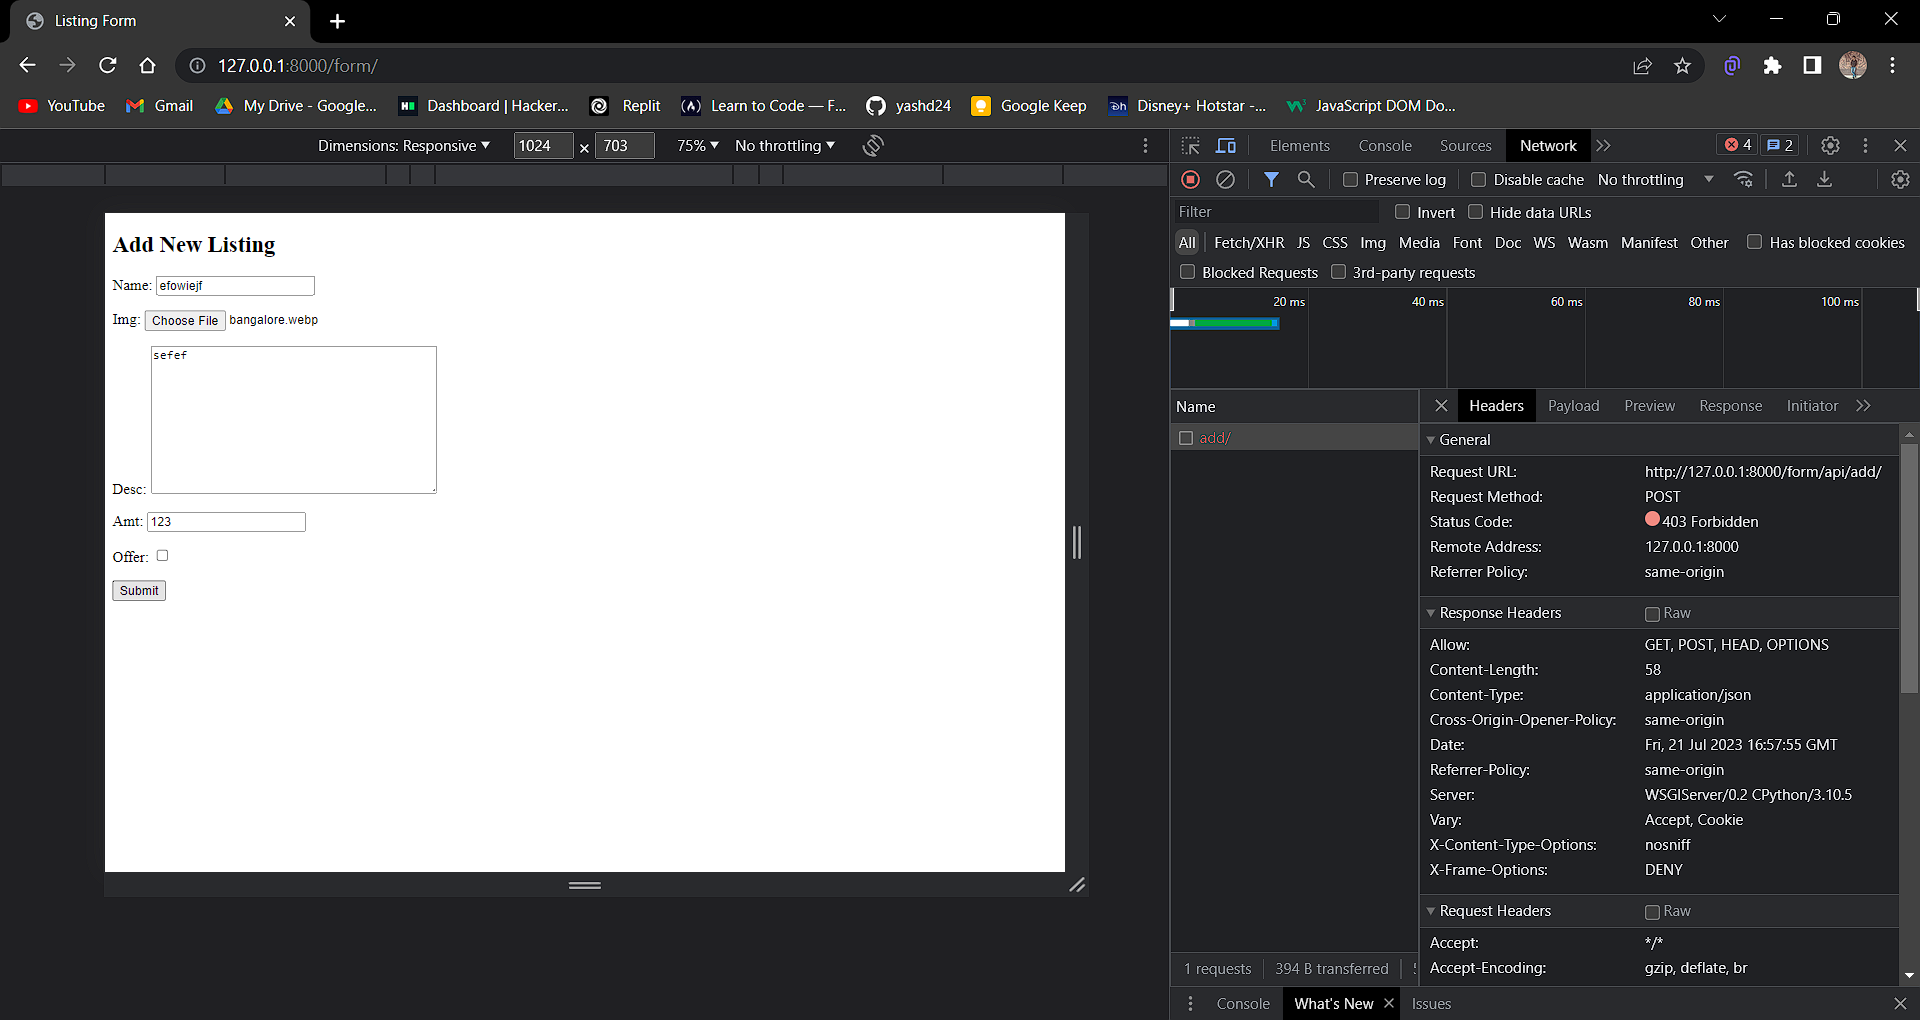 Listing Form
127.0.0.1:8000/form/
YouTube Gmail My Drive - Google... Dashboard | Hacker... Replit Learn to Code — F... yashd24 Google Keep Disney+ Hotstar -... JavaScript DOM Do...
Dimensions: Responsive 1024 × 703 75% No throttling
Elements Console Sources Network 4 2
Preserve log Disable cache No throttling
Filter Invert Hide data URLs
All Fetch/XHR JS CSS Img Media Font Doc WS Wasm Manifest Other Has blocked cookies
Blocked Requests 3rd-party requests
20 ms 40 ms 60 ms 80 ms 100 ms
Add New Listing
Name: efowiejf
Img: Choose File bangalore.webp
sefef
Desc:
Amt: 123
Offer:
Submit
Name
add/
1 requests 394 B transferred
Headers Payload Preview Response Initiator
General
Request URL: http://127.0.0.1:8000/form/api/add/
Request Method: POST
Status Code: 403 Forbidden
Remote Address: 127.0.0.1:8000
Referrer Policy: same-origin
Response Headers Raw
Allow: GET, POST, HEAD, OPTIONS
Content-Length: 58
Content-Type: application/json
Cross-Origin-Opener-Policy: same-origin
Date: Fri, 21 Jul 2023 16:57:55 GMT
Referrer-Policy: same-origin
Server: WSGIServer/0.2 CPython/3.10.5
Vary: Accept, Cookie
X-Content-Type-Options: nosniff
X-Frame-Options: DENY
Request Headers Raw
Accept: */*
Accept-Encoding: gzip, deflate, br
Console What's New Issues